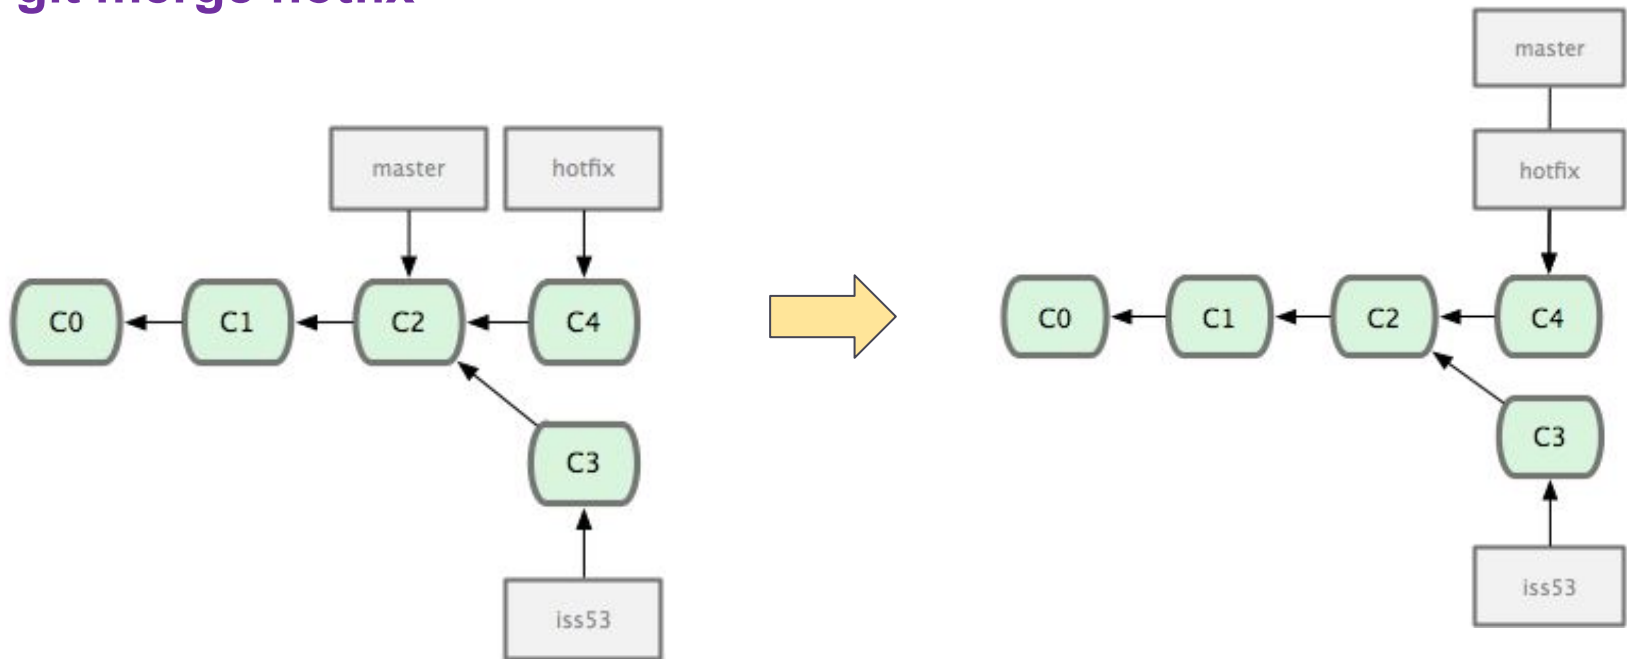 git merge hotfix
master
master
hotfix
hotfix
C0
C1
C2
C4
C0
C1
C2
C4
C3
C3
iss53
iss53